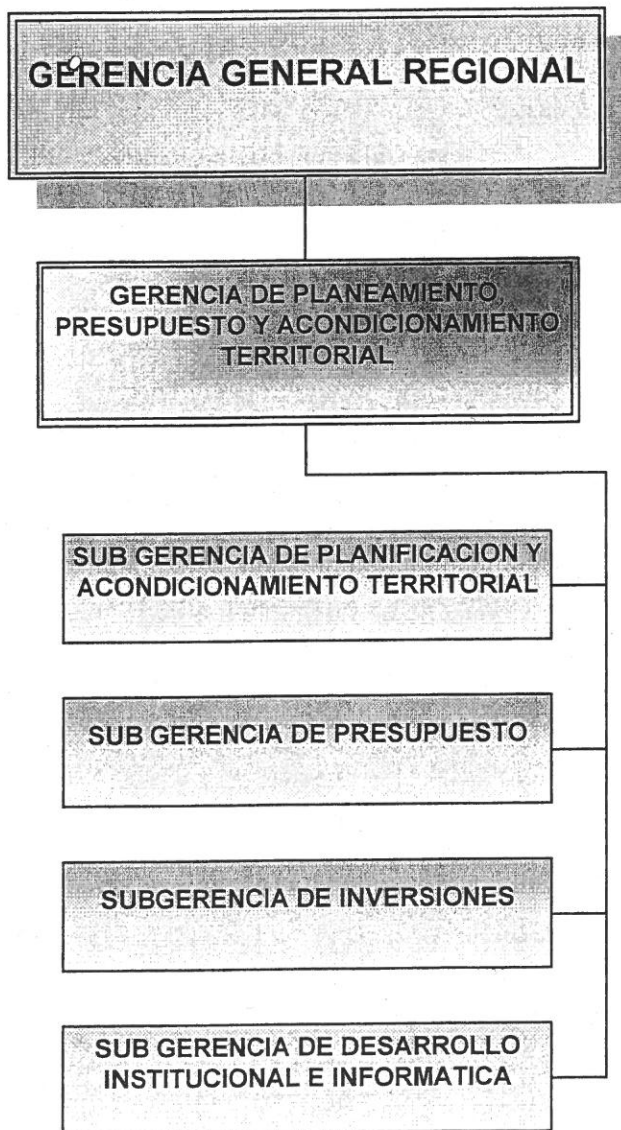 GERENCIA GENERAL REGIONAL
GERENCIA DE PLANEAMIENTO
PRESUPUESTO Y ACONDICIONAMIENTO
TERRITORIAL
SUB GERENCIA DE PLANIFICACION Y
ACONDICIONAMIENTO TERRITORIAL
SUB GERENCIA DE PRESUPUESTO
SUBGERENCIA DE INVERSIONES
SUB GERENCIA DE DESARROLLO
INSTITUCIONAL E INFORMATICA